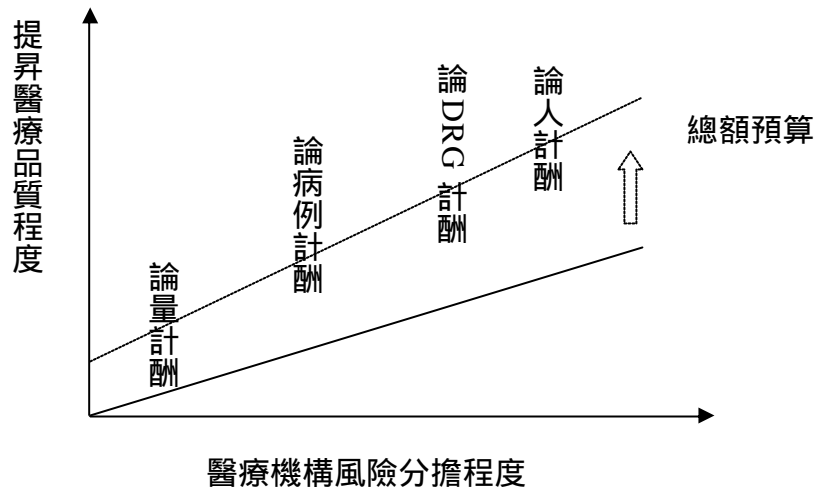 提昇醫療品質程度
論量計酬
論病例計酬
論DRG計酬
論人計酬
總額預算
醫療機構風險分擔程度